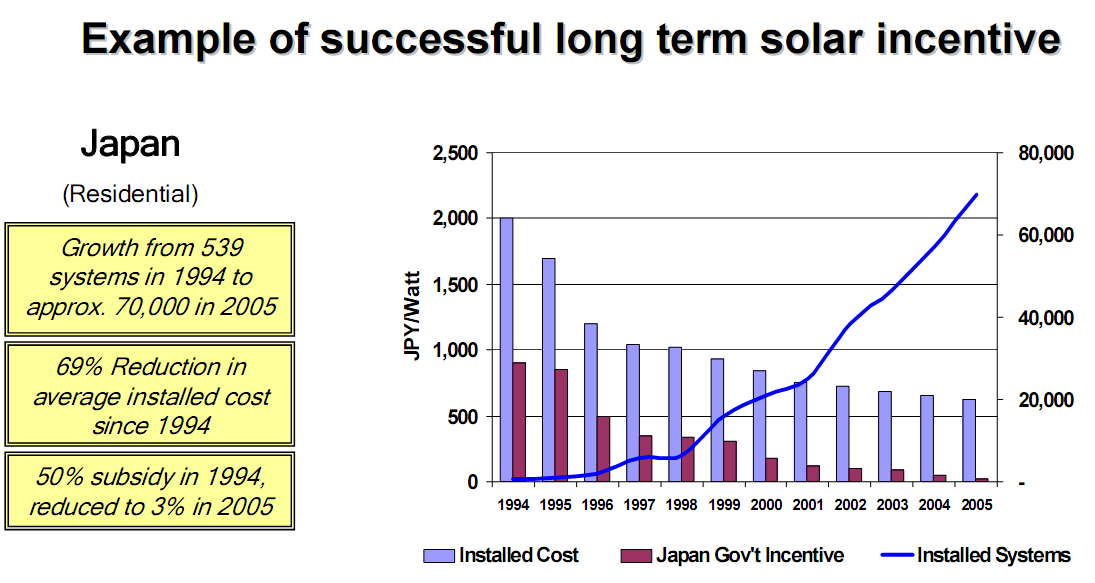 Example of successful long term solar incentive
Japan
(Residential)
Growth from 539
systems in 1994 to
approx. 70,000 in 2005
69% Reduction in
average installed cost
since 1994
50% subsidy in 1994,
reduced to 3% in 2005
JPY/Watt
2,500
2,000
1,500
1,000
500
0
80,000
60,000
40,000
20,000
-
1994 1995 1996 1997 1998 1999 2000 2001 2002 2003 2004 2005
Installed Cost Japan Gov't Incentive Installed Systems